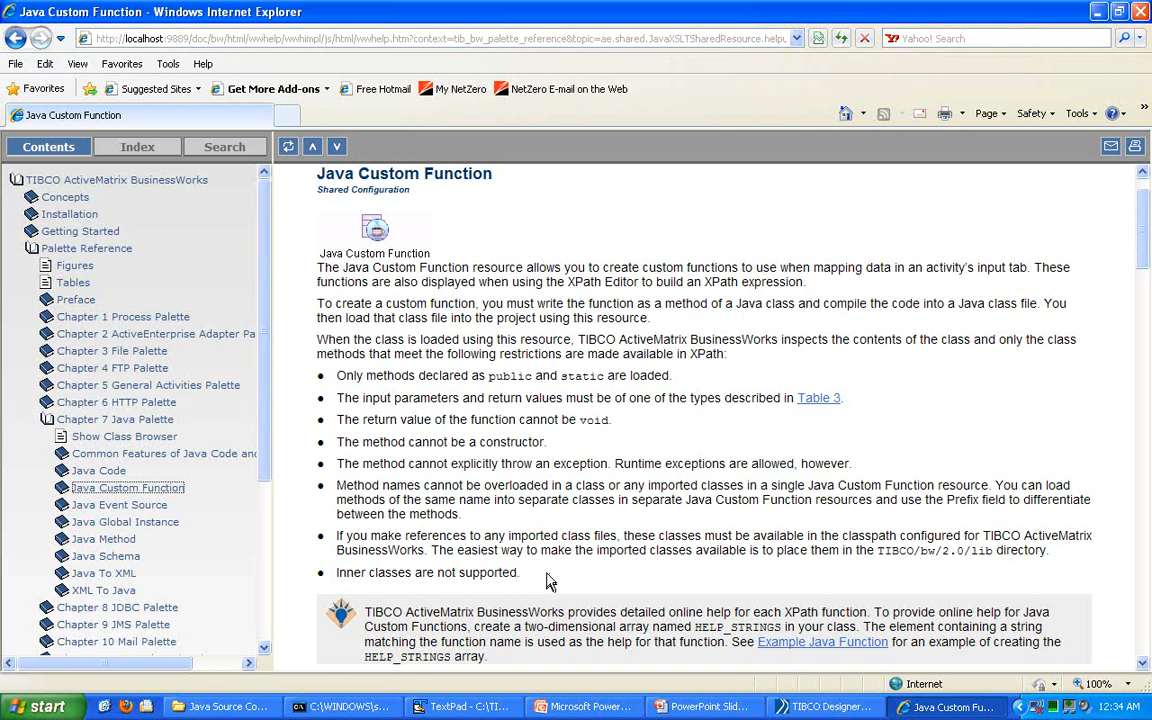 Java Custom Function - Windows Internet Explorer
http://localhost:9889/doc/bw/html/wwhelp/wwhimpl/js/html/wwhelp.htm?context=tib_bw_palette_reference&topic=ae.shared.JavaXSLTSharedResource.helpu
Yahoo! Search
File Edit View Favorites Tools Help
Favorites Suggested Sites Get More Add-ons Free Hotmail My NetZero NetZero E-mail on the Web
Java Custom Function
Page Safety Tools
Contents Index Search
TIBCO ActiveMatrix BusinessWorks
Concepts
Installation
Getting Started
Palette Reference
Figures
Tables
Preface
Chapter 1 Process Palette
Chapter 2 ActiveEnterprise Adapter Pa
Chapter 3 File Palette
Chapter 4 FTP Palette
Chapter 5 General Activities Palette
Chapter 6 HTTP Palette
Chapter 7 Java Palette
Show Class Browser
Common Features of Java Code and
Java Code
Java Custom Function
Java Event Source
Java Global Instance
Java Method
Java Schema
Java To XML
XML To Java
Chapter 8 JDBC Palette
Chapter 9 JMS Palette
Chapter 10 Mail Palette
Java Custom Function
Shared Configuration
Java Custom Function
The Java Custom Function resource allows you to create custom functions to use when mapping data in an activity's input tab. These
functions are also displayed when using the XPath Editor to build an XPath expression.
To create a custom function, you must write the function as a method of a Java class and compile the code into a Java class file. You
then load that class file into the project using this resource.
When the class is loaded using this resource, TIBCO ActiveMatrix BusinessWorks inspects the contents of the class and only the class
methods that meet the following restrictions are made available in XPath:
● Only methods declared as public and static are loaded.
● The input parameters and return values must be of one of the types described in Table 3.
● The return value of the function cannot be void.
● The method cannot be a constructor.
● The method cannot explicitly throw an exception. Runtime exceptions are allowed, however.
● Method names cannot be overloaded in a class or any imported classes in a single Java Custom Function resource. You can load
methods of the same name into separate classes in separate Java Custom Function resources and use the Prefix field to differentiate
between the methods.
● If you make references to any imported class files, these classes must be available in the classpath configured for TIBCO ActiveMatrix
BusinessWorks. The easiest way to make the imported classes available is to place them in the TIBCO/bw/2.0/lib directory.
● Inner classes are not supported.
TIBCO ActiveMatrix BusinessWorks provides detailed online help for each XPath function. To provide online help for Java
Custom Functions, create a two-dimensional array named HELP_STRINGS in your class. The element containing a string
matching the function name is used as the help for that function. See Example Java Function for an example of creating the
HELP_STRINGS array.
Internet 100%
start Java Source Co... C:\WINDOWS\s... TextPad - C:\TI... Microsoft Power... PowerPoint Slid... TIBCO Designer... Java Custom Fu... 12:34 AM